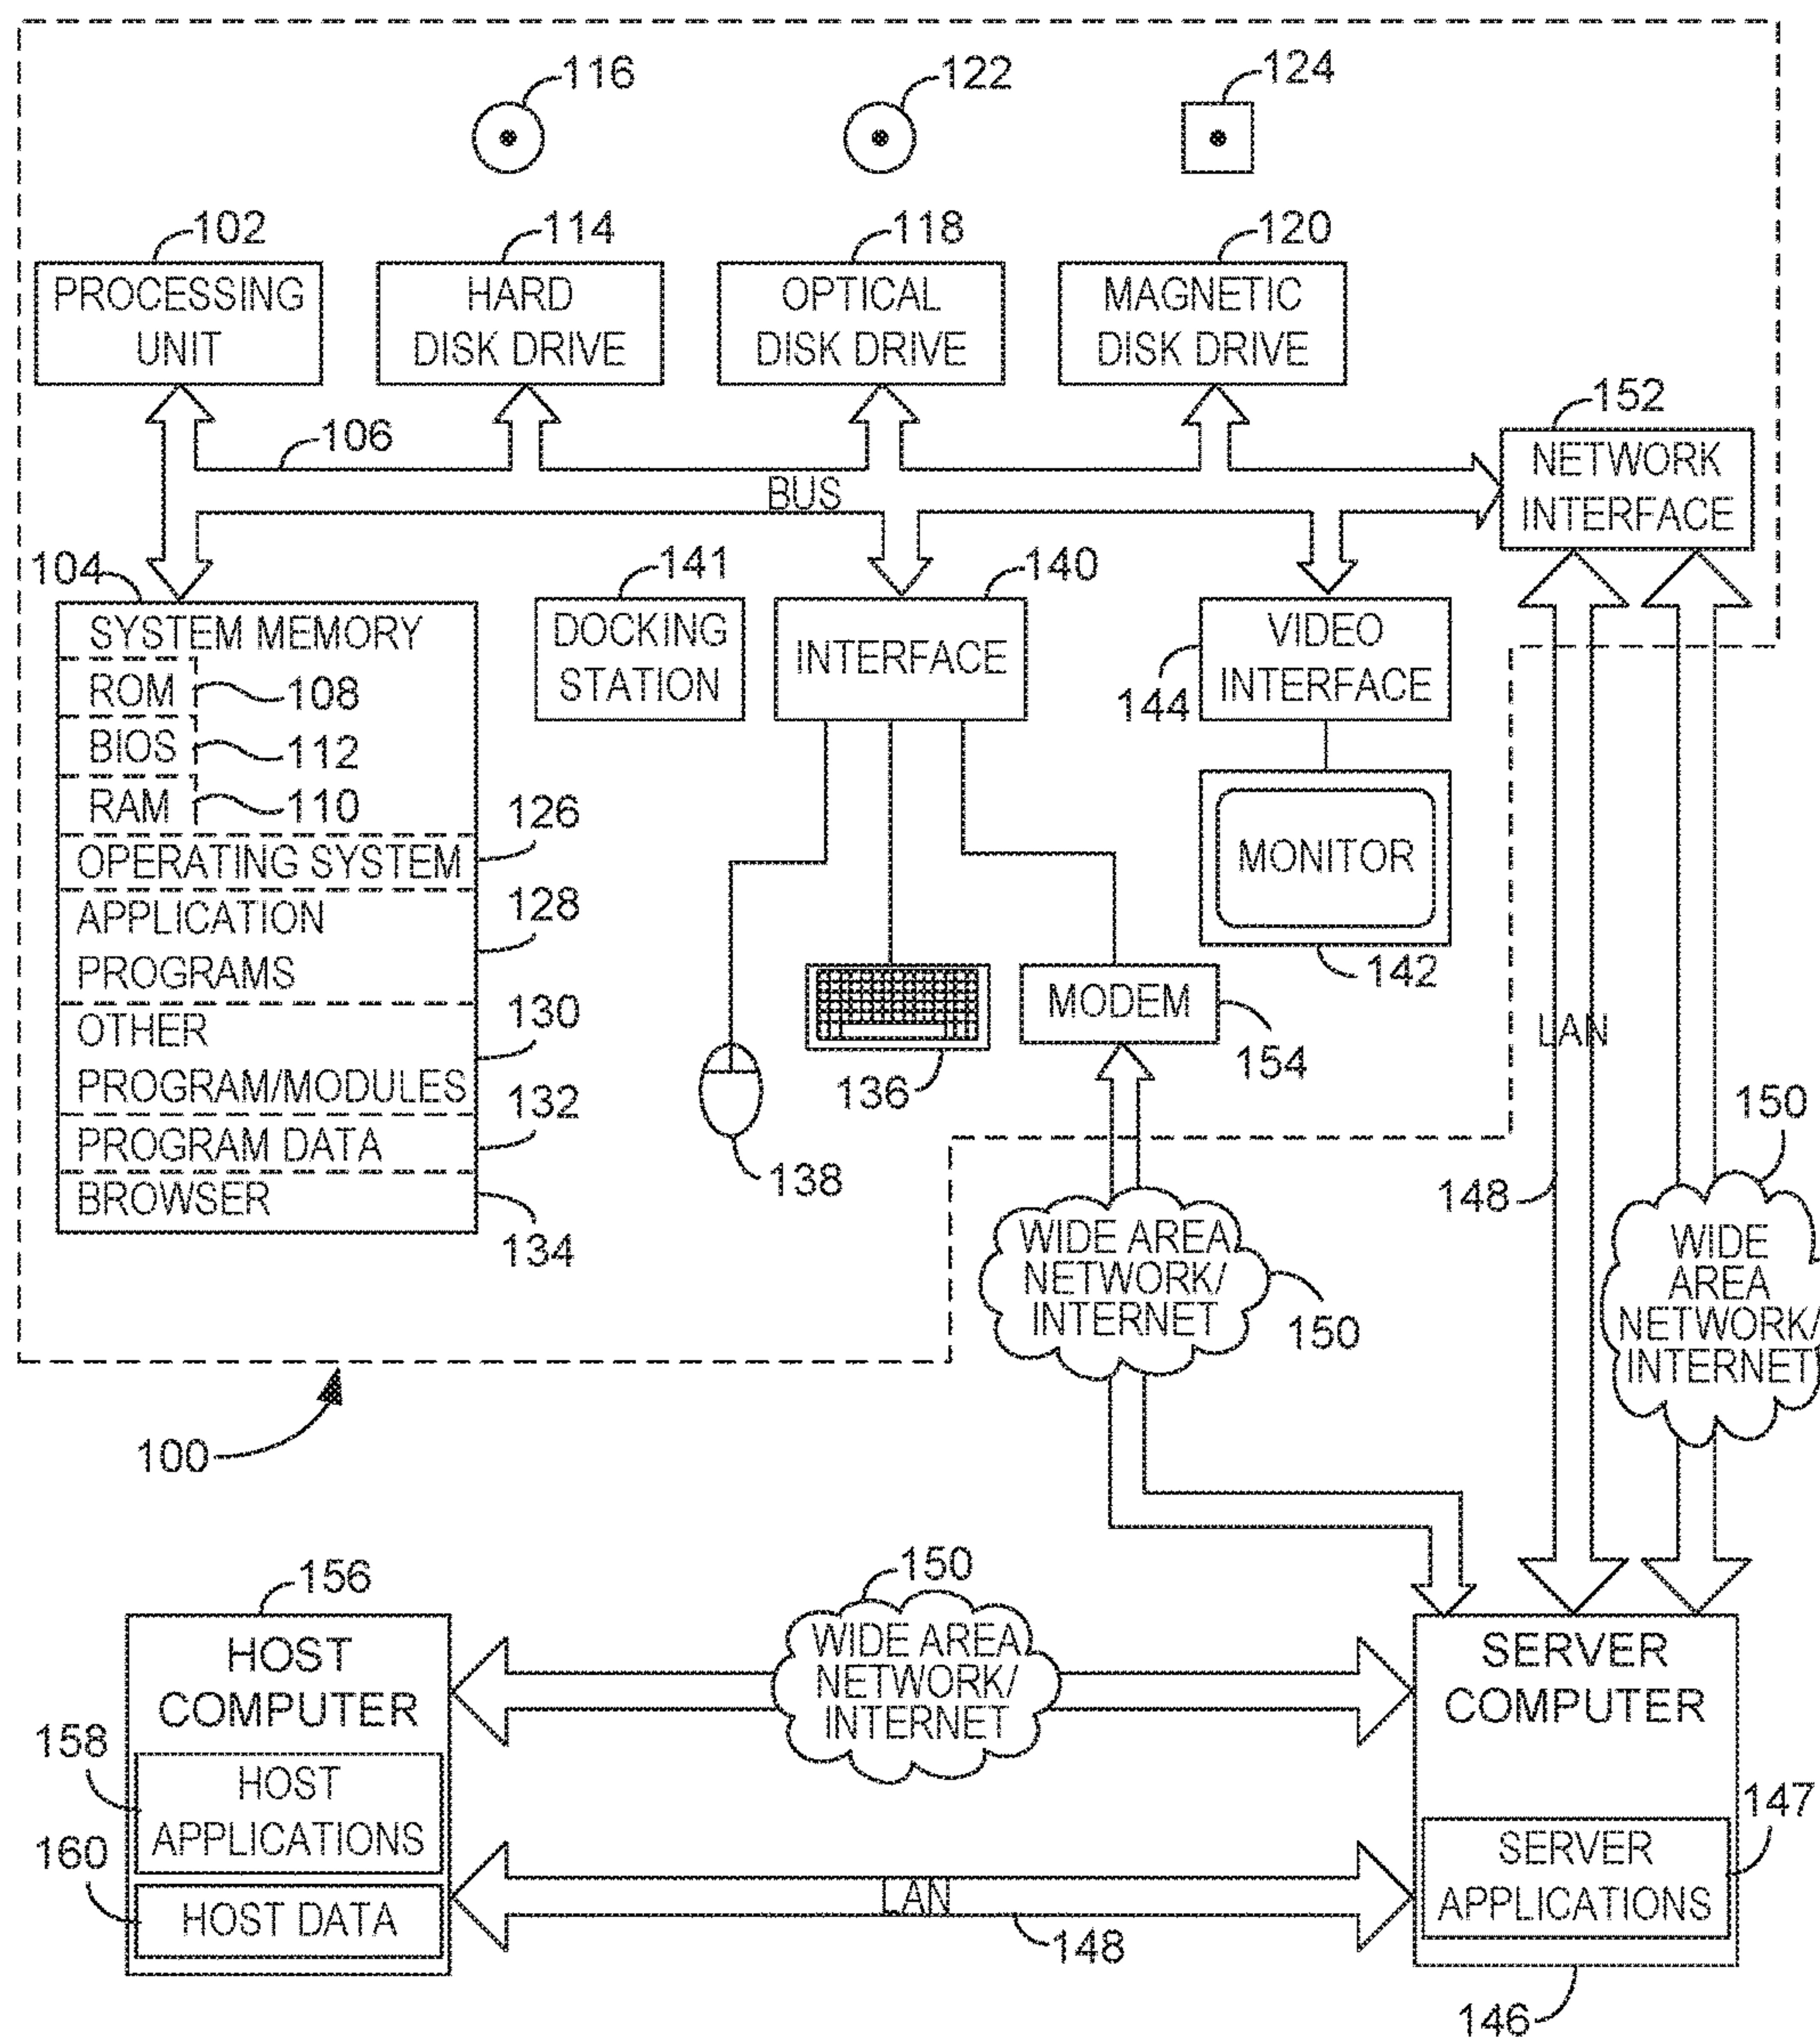 116
122
124
102
114
118
120
PROCESSING
UNIT
HARD
DISK DRIVE
OPTICAL
DISK DRIVE
MAGNETIC
DISK DRIVE
152
106
NETWORK
INTERFACE
BUS
104
141
140
SYSTEM MEMORY
ROM
108
BIOS
112
RAM
110
OPERATING SYSTEM
126
APPLICATION
PROGRAMS
128
OTHER
PROGRAM/MODULES
130
PROGRAM DATA
132
BROWSER
134
DOCKING
STATION
INTERFACE
VIDEO
INTERFACE
144
MONITOR
142
MODEM
154
136
138
LAN
148
150
WIDE AREA
NETWORK/
INTERNET
150
WIDE
AREA
NETWORK/
INTERNET
100
156
HOST
COMPUTER
158
HOST
APPLICATIONS
160
HOST DATA
150
WIDE AREA
NETWORK/
INTERNET
LAN
148
SERVER
COMPUTER
147
SERVER
APPLICATIONS
146